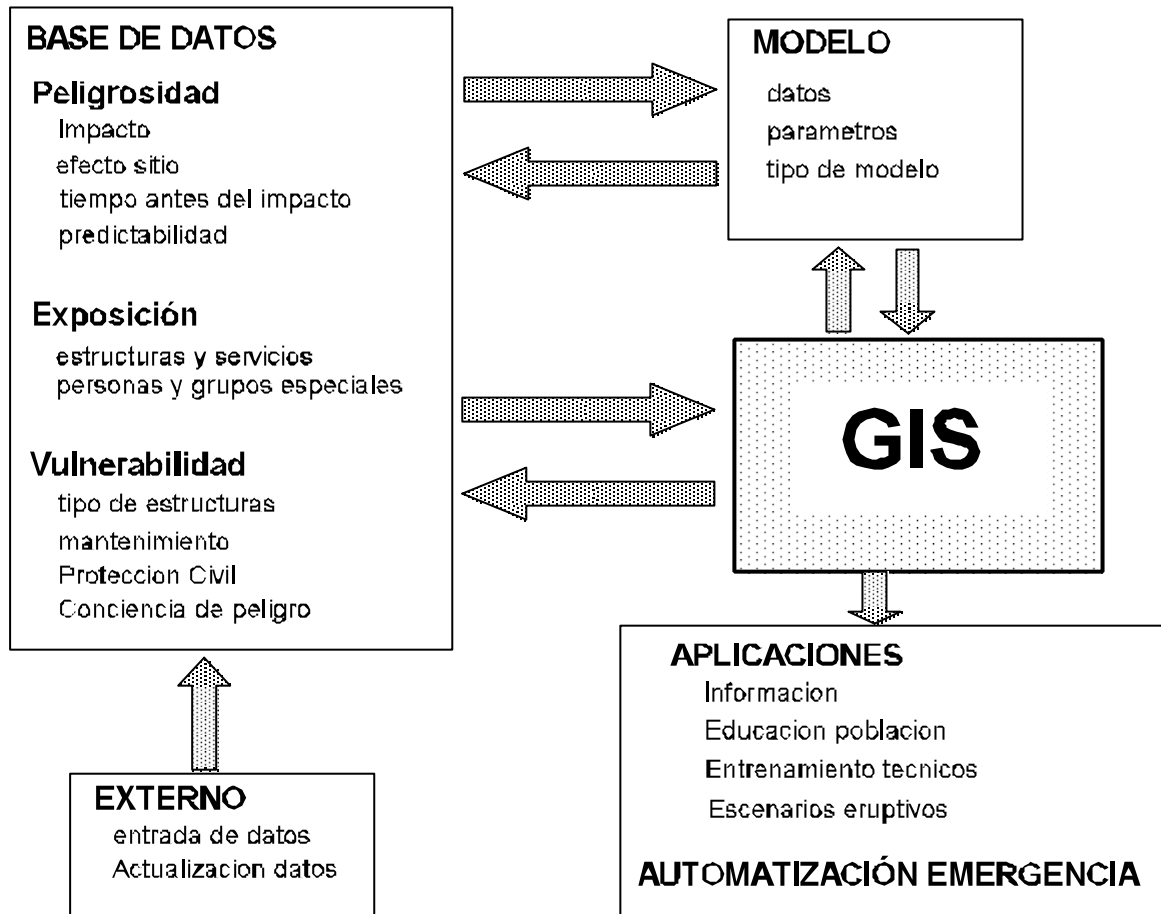 BASE DE DATOS
Peligrosidad
Impacto
efecto sitio
tiempo antes del impacto
predictabilidad
Exposición
estructuras y servicios
personas y grupos especiales
Vulnerabilidad
tipo de estructuras
mantenimiento
Proteccion Civil
Conciencia de peligro
EXTERNO
entrada de datos
Actualizacion datos
MODELO
datos
parametros
tipo de modelo
GIS
APLICACIONES
Informacion
Educacion poblacion
Entrenamiento tecnicos
Escenarios eruptivos
AUTOMATIZACIÓN EMERGENCIA